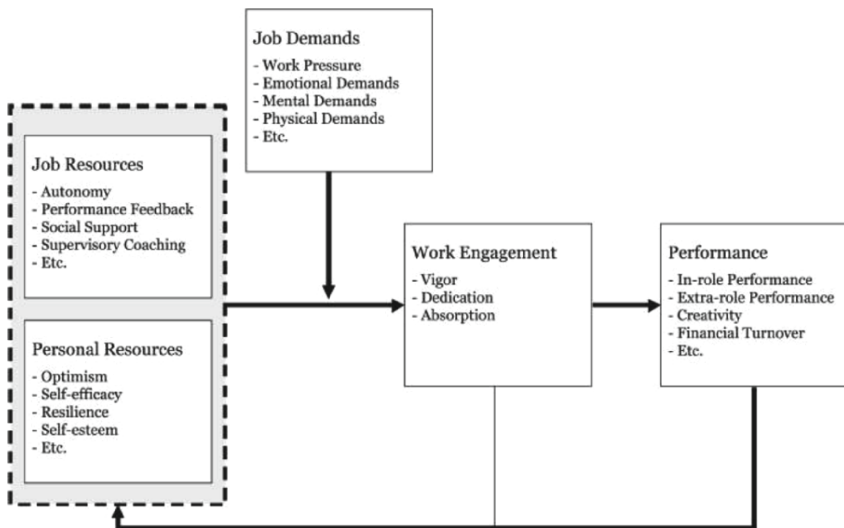 Job Demands
- Work Pressure
- Emotional Demands
- Mental Demands
- Physical Demands
- Etc.
Job Resources
- Autonomy
- Performance Feedback
- Social Support
- Supervisory Coaching
- Etc.
Personal Resources
- Optimism
- Self-efficacy
- Resilience
- Self-esteem
- Etc.
Work Engagement
- Vigor
- Dedication
- Absorption
Performance
- In-role Performance
- Extra-role Performance
- Creativity
- Financial Turnover
- Etc.